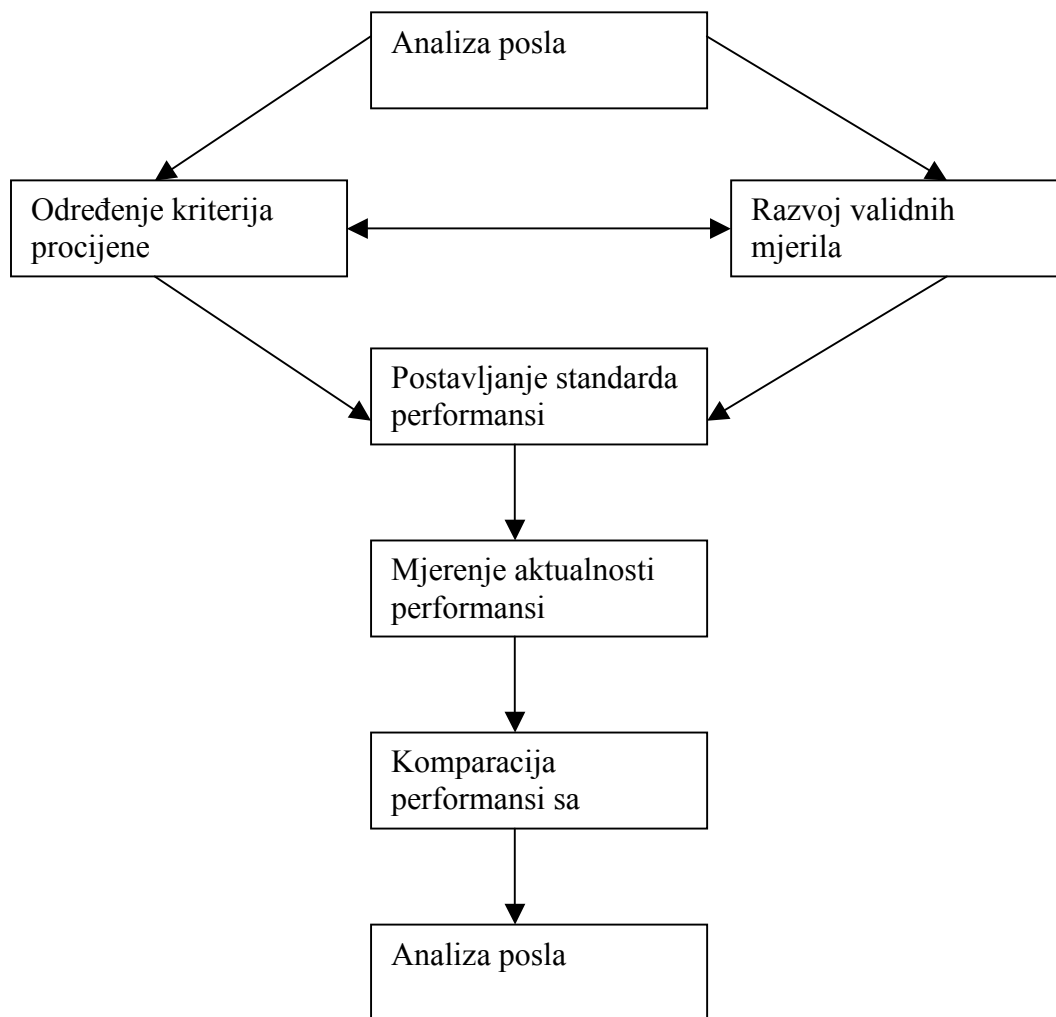 Analiza posla
Određenje kriterija
procijene
Razvoj validnih
mjerila
Postavljanje standarda
performansi
Mjerenje aktualnosti
performansi
Komparacija
performansi sa
Analiza posla